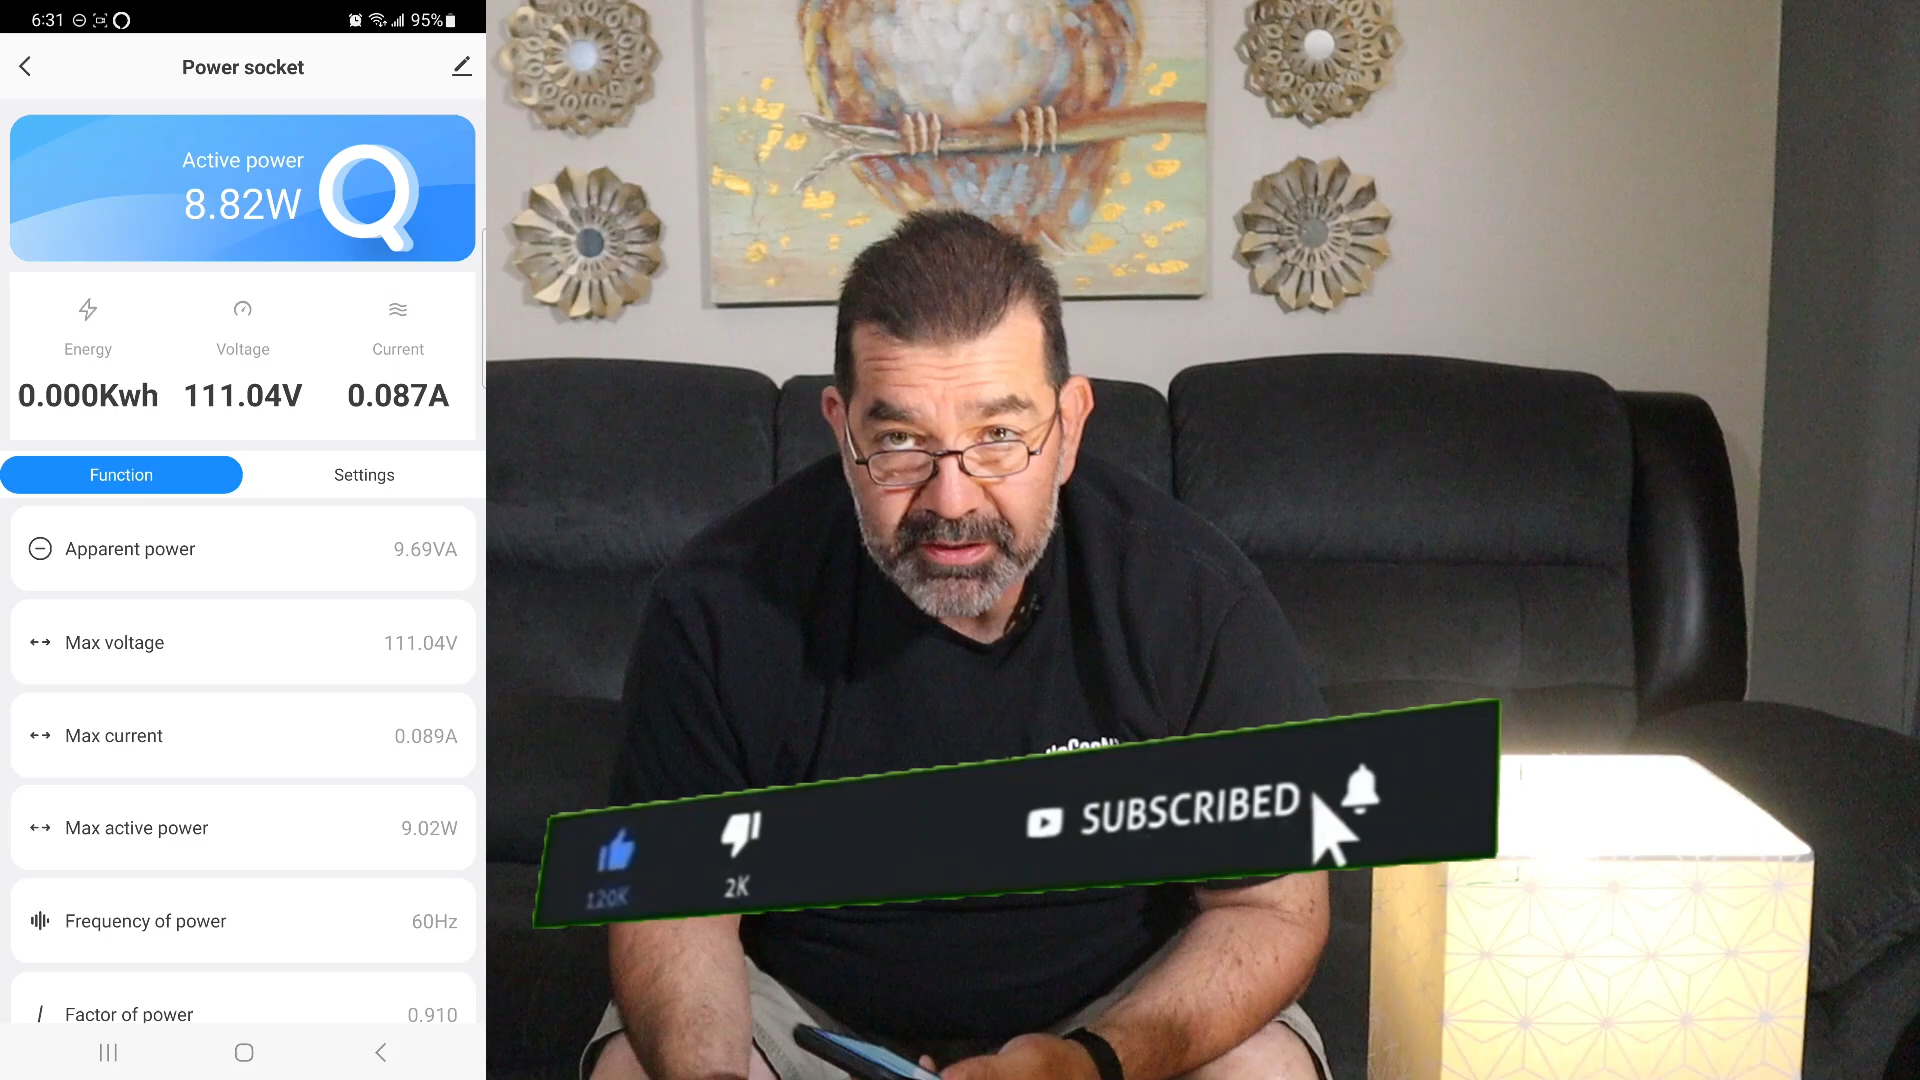 6:31
95%
Power socket
Active power
8.82W
Energy
Voltage
Current
0.000Kwh
111.04V
0.087A
Function
Settings
Apparent power
9.69VA
Max voltage
111.04V
Max current
0.089A
Max active power
9.02W
Frequency of power
60Hz
Factor of power
0.910
120K
2K
SUBSCRIBED